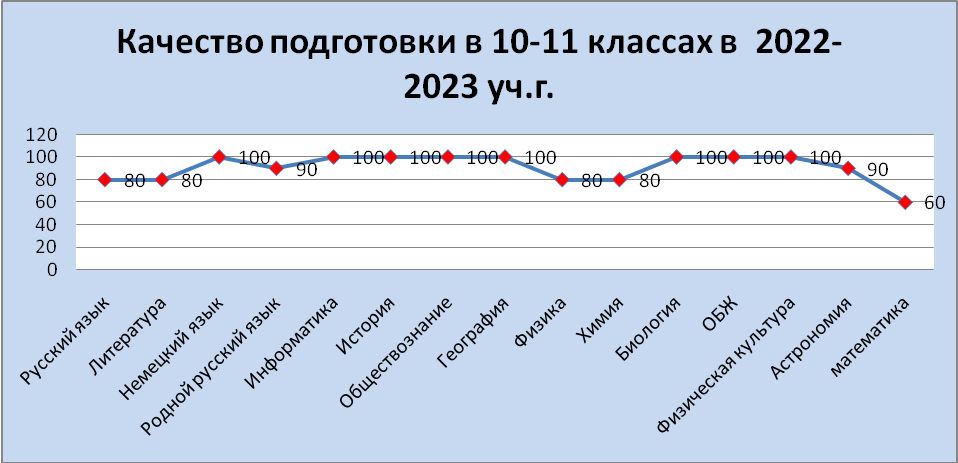 Качество подготовки в 10-11 классах в 2022-
2023 уч.г.
120
100
80
60
40
20
0
80
80
100
90
100
100
100
100
80
80
100
100
100
90
60
Русский язык
Литература
Немецкий язык
Родной русский язык
Информатика
История
Обществознание
География
Физика
Химия
Биология
ОБЖ
Физическая культура
Астрономия
математика